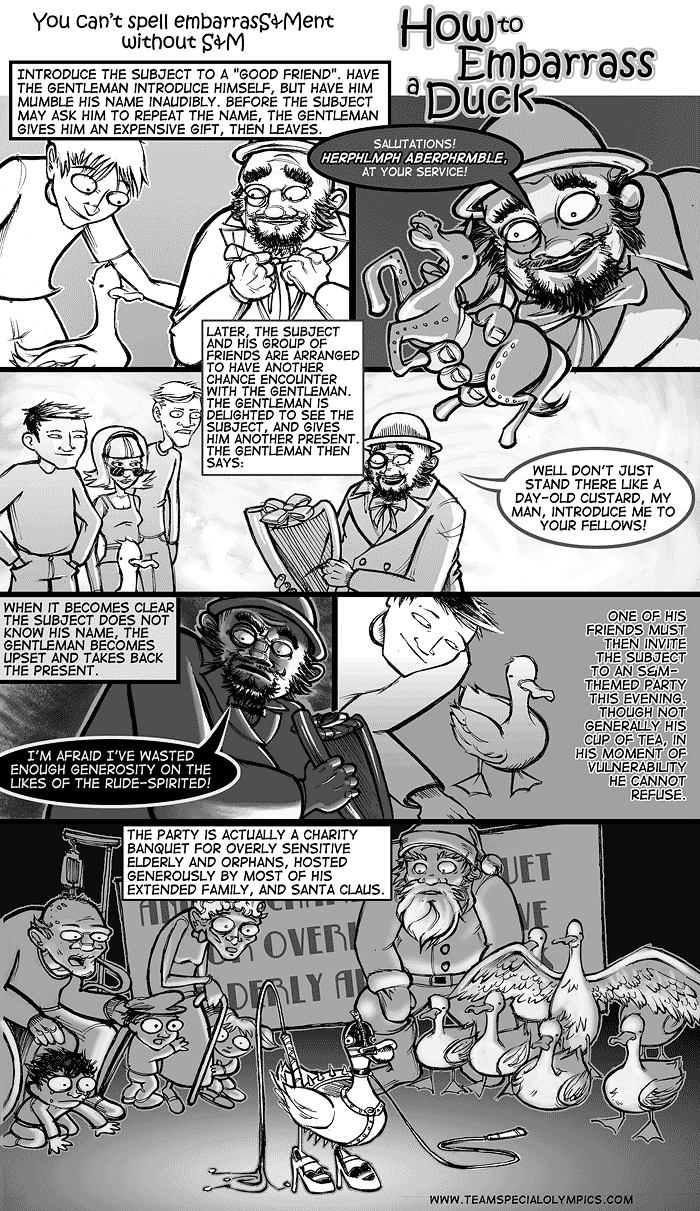 You can't spell embarrasS&Ment
without S&M
How to
Embarrass
a Duck
INTRODUCE THE SUBJECT TO A "GOOD FRIEND". HAVE
THE GENTLEMAN INTRODUCE HIMSELF, BUT HAVE HIM
MUMBLE HIS NAME INAUDIBLY. BEFORE THE SUBJECT
MAY ASK HIM TO REPEAT THE NAME, THE GENTLEMAN
GIVES HIM AN EXPENSIVE GIFT, THEN LEAVES.
SALUTATIONS!
HERPHLMPH ABERPHRMBLE,
AT YOUR SERVICE!
LATER, THE SUBJECT
AND HIS GROUP OF
FRIENDS ARE ARRANGED
TO HAVE ANOTHER
CHANCE ENCOUNTER
WITH THE GENTLEMAN.
THE GENTLEMAN IS
DELIGHTED TO SEE THE
SUBJECT, AND GIVES
HIM ANOTHER PRESENT.
THE GENTLEMAN THEN
SAYS:
WELL DON'T JUST
STAND THERE LIKE A
DAY-OLD CUSTARD, MY
MAN, INTRODUCE ME TO
YOUR FELLOWS!
WHEN IT BECOMES CLEAR
THE SUBJECT DOES NOT
KNOW HIS NAME, THE
GENTLEMAN BECOMES
UPSET AND TAKES BACK
THE PRESENT.
I'M AFRAID I'VE WASTED
ENOUGH GENEROSITY ON THE
LIKES OF THE RUDE-SPIRITED!
ONE OF HIS
FRIENDS MUST
THEN INVITE
THE SUBJECT
TO AN S&M-
THEMED PARTY
THIS EVENING.
THOUGH NOT
GENERALLY HIS
CUP OF TEA, IN
HIS MOMENT OF
VULNERABILITY
HE CANNOT
REFUSE.
THE PARTY IS ACTUALLY A CHARITY
BANQUET FOR OVERLY SENSITIVE
ELDERLY AND ORPHANS, HOSTED
GENEROUSLY BY MOST OF HIS
EXTENDED FAMILY, AND SANTA CLAUS.
WWW.TEAMSPECIALOLYMPICS.COM